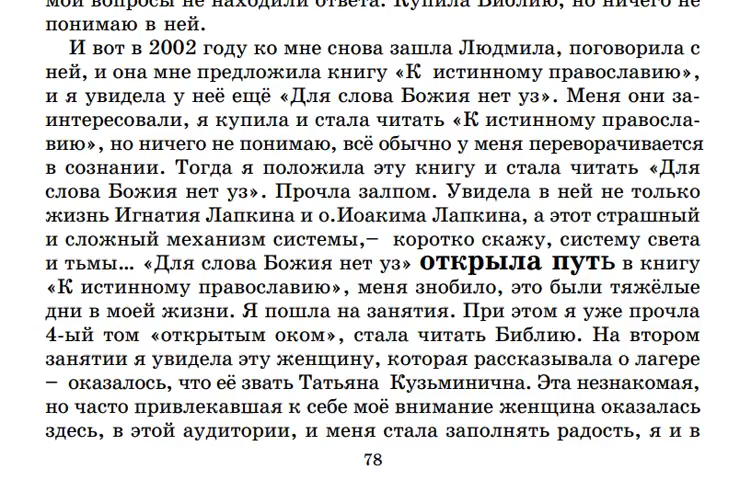 мои вопросы не находили ответа. Купила Библию, но ничего не
понимаю в ней.
И вот в 2002 году ко мне снова зашла Людмила, поговорила с
ней, и она мне предложила книгу «К истинному православию»,
и я увидела у неё ещё «Для слова Божия нет уз». Меня они за-
интересовали, я купила и стала читать «К истинному правосла-
вию», но ничего не понимаю, всё обычно у меня переворачивается
в сознании. Тогда я положила эту книгу и стала читать «Для
слова Божия нет уз». Прочла залпом. Увидела в ней не только
жизнь Игнатия Лапкина и о.Иоакима Лапкина, а этот страшный
и сложный механизм системы,– коротко скажу, систему света
и тьмы... «Для слова Божия нет уз» открыла путь в книгу
«К истинному православию», меня знобило, это были тяжёлые
дни в моей жизни. Я пошла на занятия. При этом я уже прочла
4-ый том «открытым оком», стала читать Библию. На втором
занятии я увидела эту женщину, которая рассказывала о лагере
– оказалось, что её звать Татьяна Кузьминична. Эта незнакомая,
но часто привлекавшая к себе моё внимание женщина оказалась
здесь, в этой аудитории, и меня стала заполнять радость, я и в
78